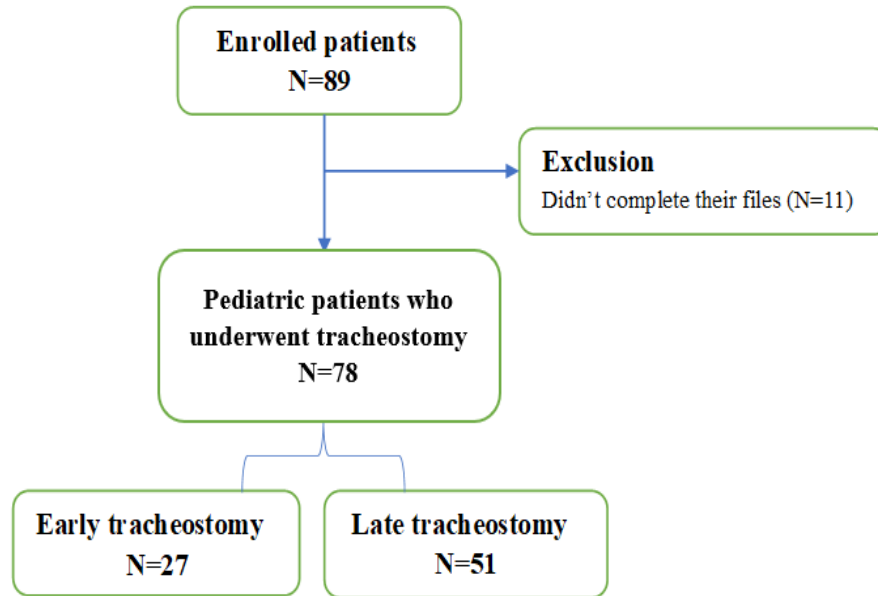 Enrolled patients
N=89
Exclusion
Didn’t complete their files (N=11)
Pediatric patients who
underwent tracheostomy
N=78
Early tracheostomy
N=27
Late tracheostomy
N=51